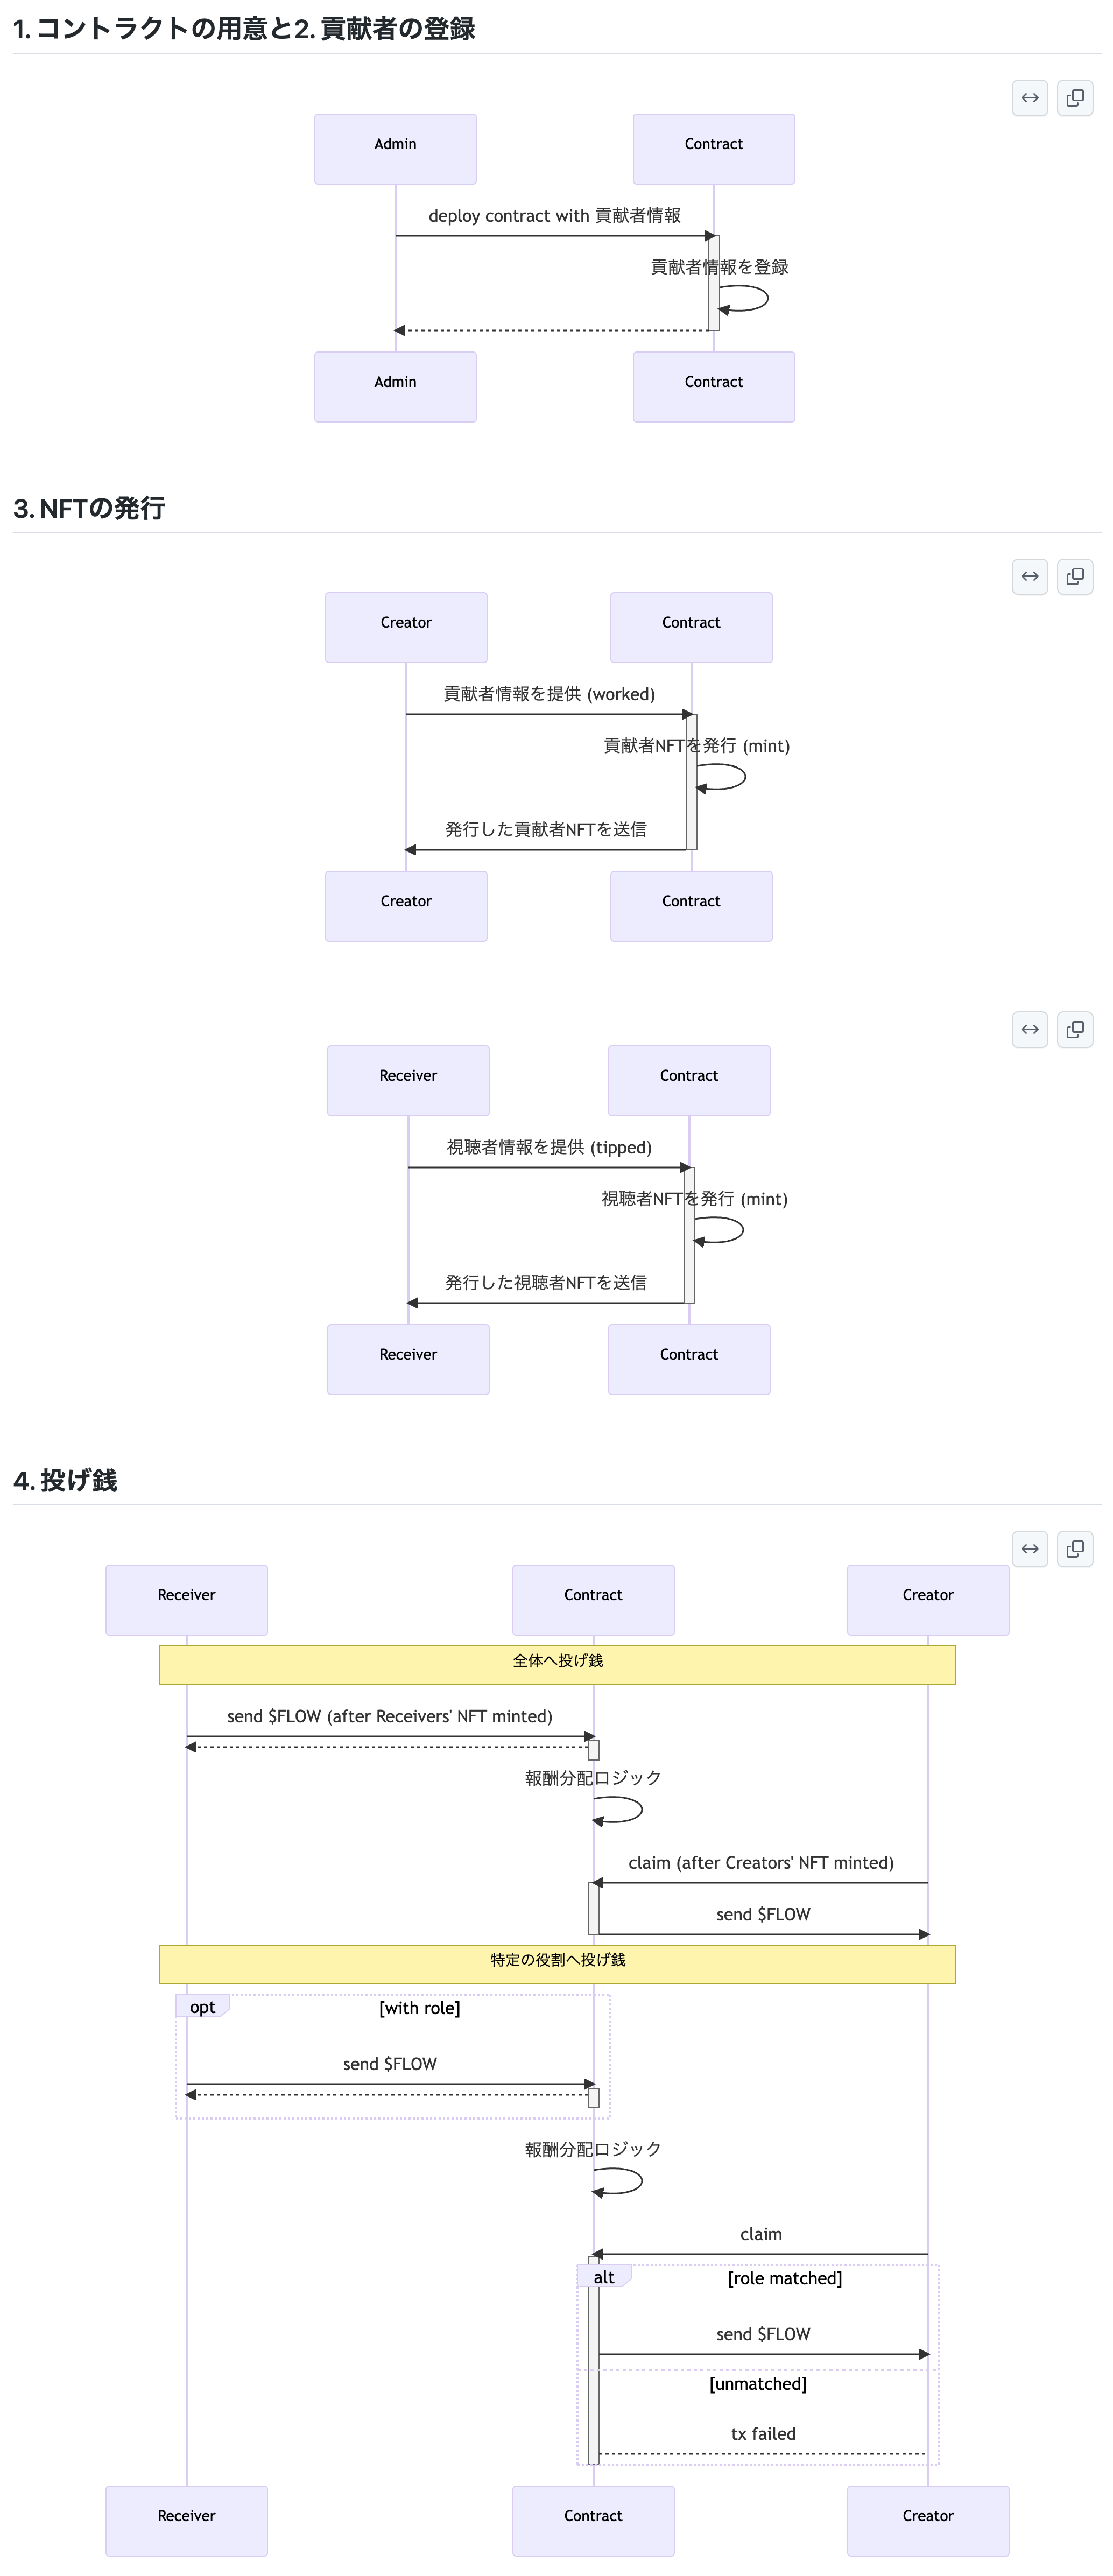 1. コントラクトの用意と2. 貢献者の登録
Admin
Contract
deploy contract with 貢献者情報
貢献者情報を登録
Admin
Contract
3. NFTの発行
Creator
Contract
貢献者情報を提供 (worked)
貢献者NFTを発行 (mint)
発行した貢献者NFTを送信
Creator
Contract
Receiver
Contract
視聴者情報を提供 (tipped)
視聴者NFTを発行 (mint)
発行した視聴者NFTを送信
Receiver
Contract
4. 投げ銭
Receiver
Contract
Creator
全体へ投げ銭
send $FLOW (after Receivers' NFT minted)
報酬分配ロジック
claim (after Creators' NFT minted)
send $FLOW
特定の役割へ投げ銭
opt
[with role]
send $FLOW
報酬分配ロジック
claim
alt
[role matched]
send $FLOW
[unmatched]
tx failed
Receiver
Contract
Creator